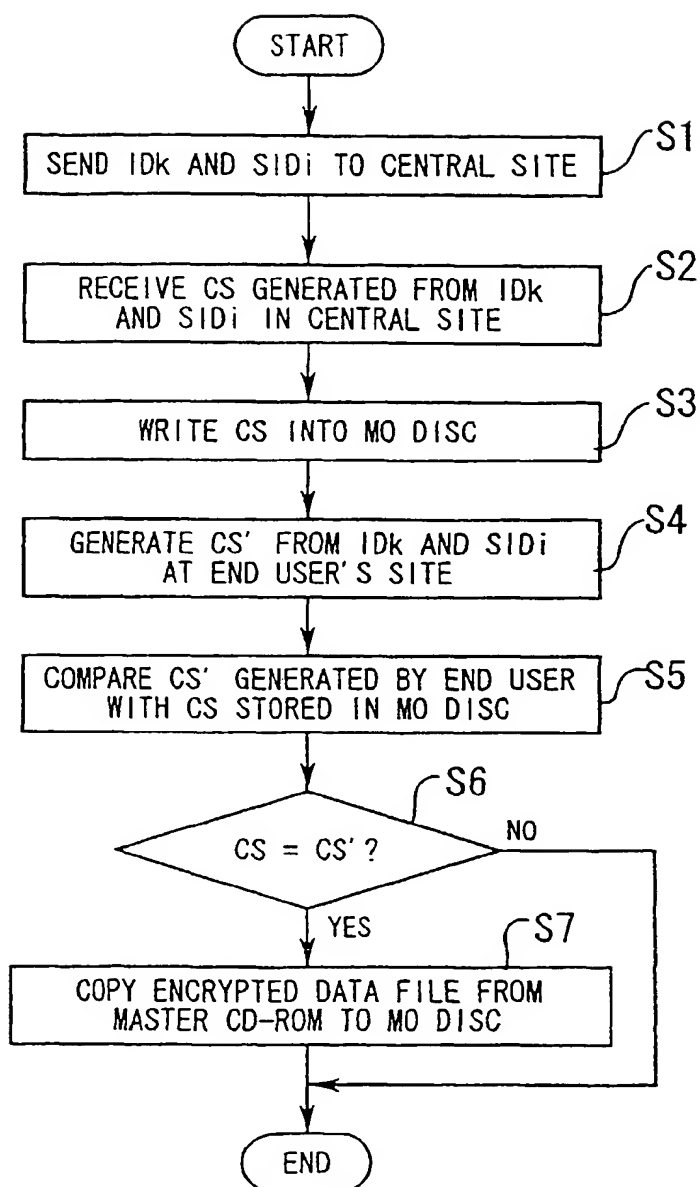 START
S1
SEND IDk AND SIDi TO CENTRAL SITE
S2
RECEIVE CS GENERATED FROM IDk
AND SIDi IN CENTRAL SITE
S3
WRITE CS INTO MO DISC
S4
GENERATE CS' FROM IDk AND SIDi
AT END USER'S SITE
S5
COMPARE CS' GENERATED BY END USER
WITH CS STORED IN MO DISC
S6
CS = CS'?
NO
YES
S7
COPY ENCRYPTED DATA FILE FROM
MASTER CD-ROM TO MO DISC
END